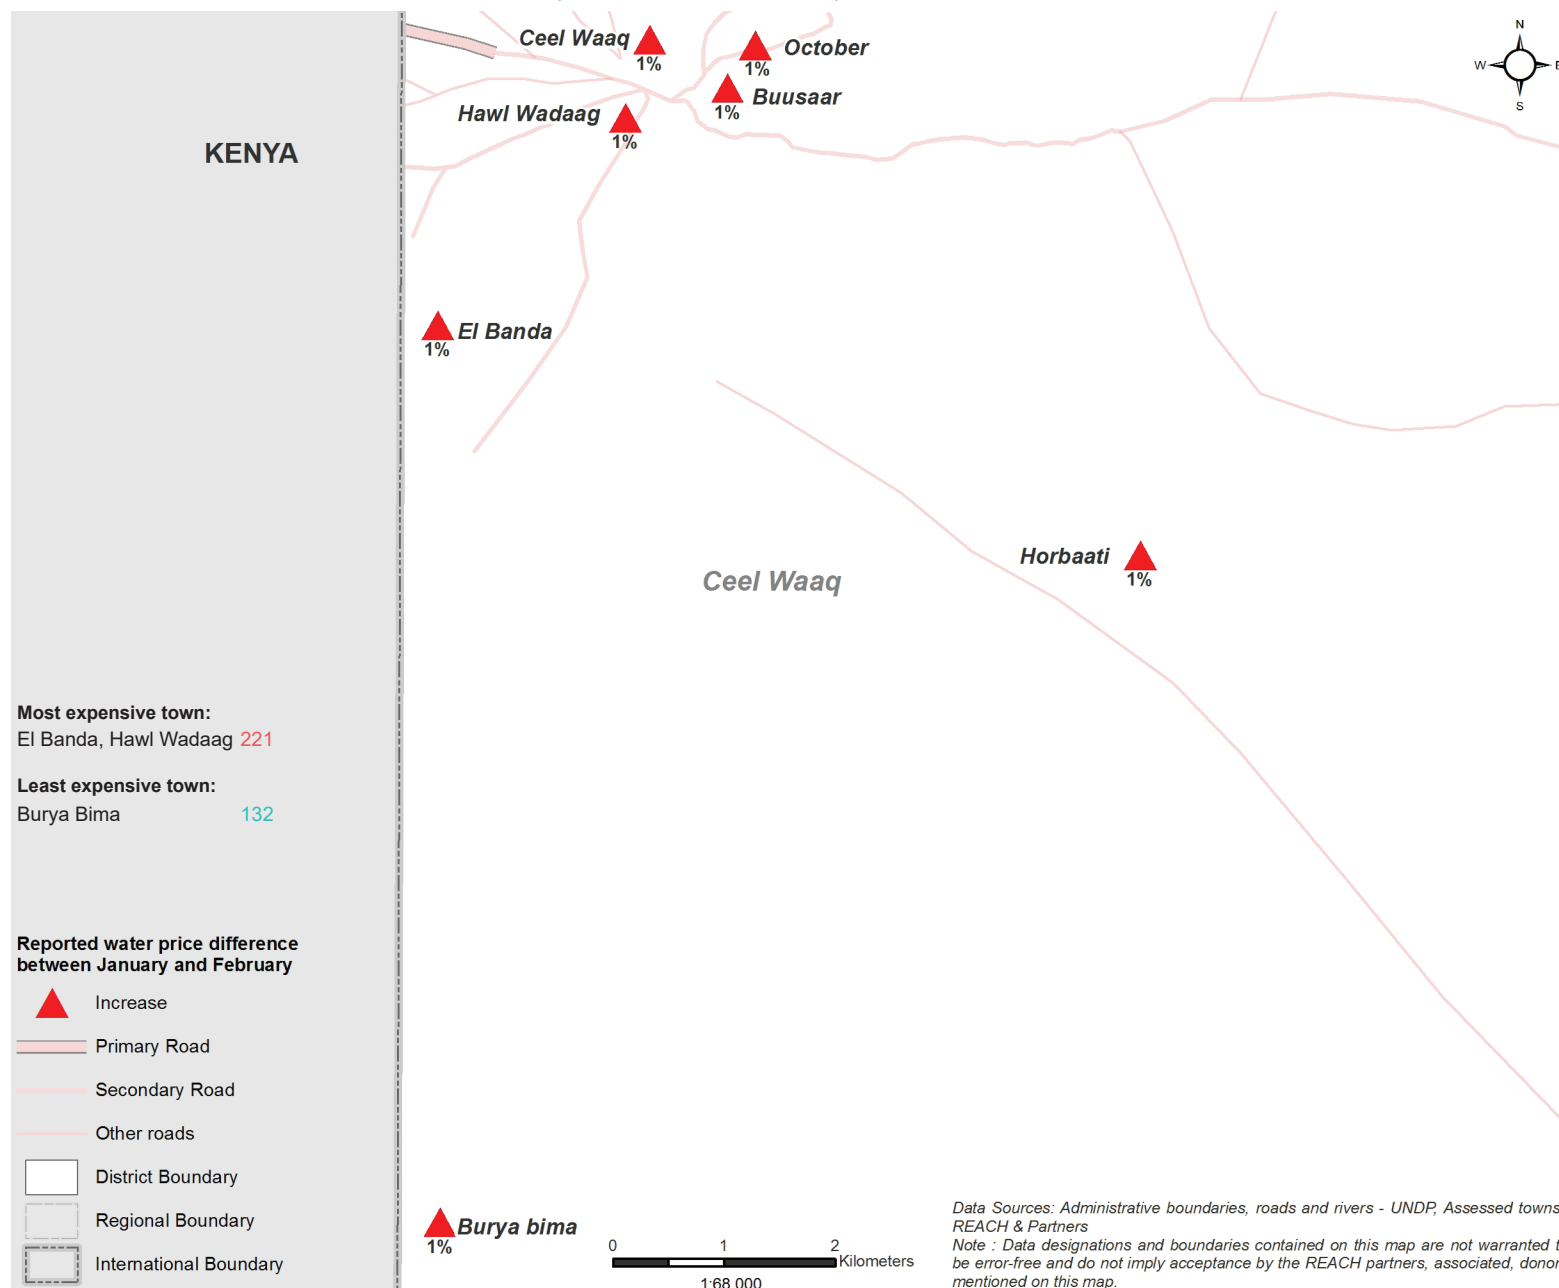 Ceel Waaq
1%
October
1%
Buusaar
1%
Hawl Wadaag
1%
N
W
E
S
KENYA
El Banda
1%
Horbaati
1%
Ceel Waaq
Most expensive town:
El Banda, Hawl Wadaag 221
Least expensive town:
Burya Bima 132
Reported water price difference
between January and February
Increase
Primary Road
Secondary Road
Other roads
District Boundary
Regional Boundary
International Boundary
Burya bima
1%
0 1 2
Kilometers
1:68 000
Data Sources: Administrative boundaries, roads and rivers - UNDP, Assessed towns
REACH & Partners
Note : Data designations and boundaries contained on this map are not warranted t
be error-free and do not imply acceptance by the REACH partners, associated, dono
mentioned on this map.